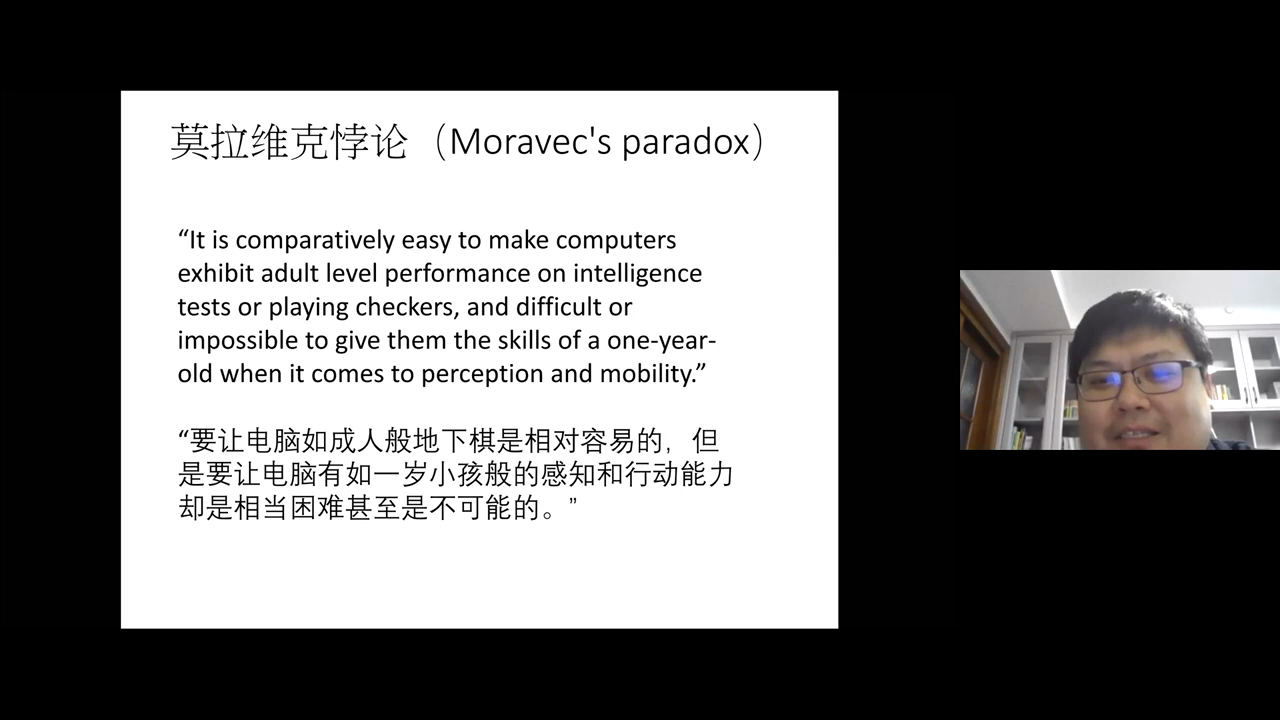 莫拉维克悖论（Moravec's paradox）
“It is comparatively easy to make computers
exhibit adult level performance on intelligence
tests or playing checkers, and difficult or
impossible to give them the skills of a one-year-
old when it comes to perception and mobility.”
“要让电脑如成人般地下棋是相对容易的，但
是要让电脑有如一岁小孩般的感知和行动能力
却是相当困难甚至是不可能的。”